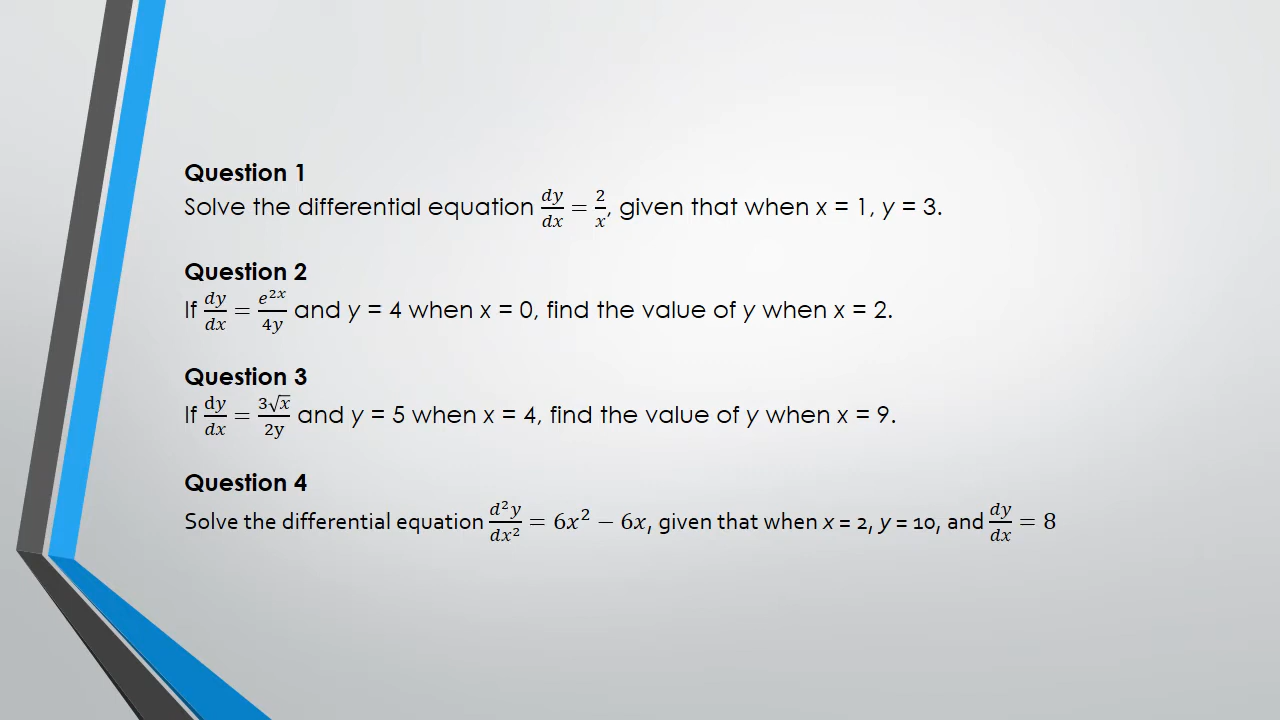 Question 1
Solve the differential equation dy/dx = 2/x, given that when x = 1, y = 3.
Question 2
If dy/dx = e^(2x)/4y and y = 4 when x = 0, find the value of y when x = 2.
Question 3
If dy/dx = 3√x/2y and y = 5 when x = 4, find the value of y when x = 9.
Question 4
Solve the differential equation d²y/dx² = 6x² − 6x, given that when x = 2, y = 10, and dy/dx = 8